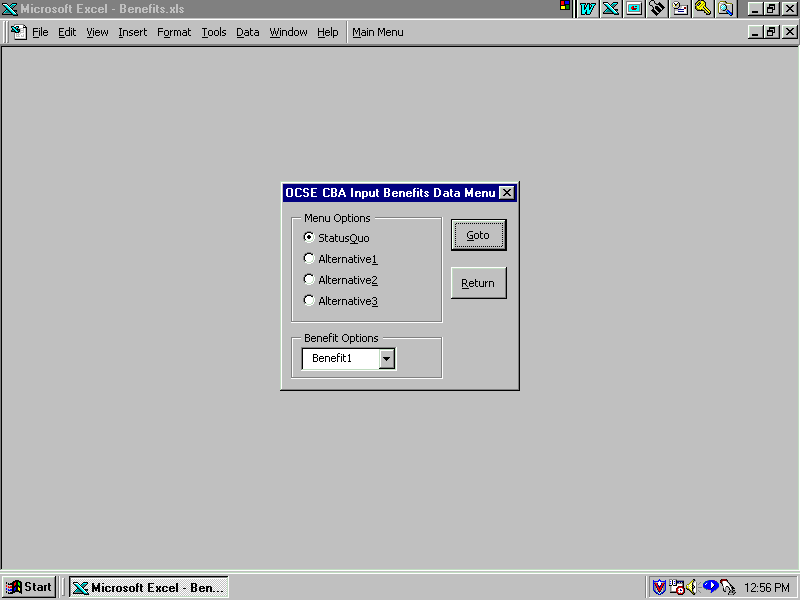 Microsoft Excel - Benefits.xls
File Edit View Insert Format Tools Data Window Help Main Menu
OCSE CBA Input Benefits Data Menu
Menu Options
StatusQuo
Alternative1
Alternative2
Alternative3
Goto
Return
Benefit Options
Benefit1
Start
Microsoft Excel - Ben...
12:56 PM